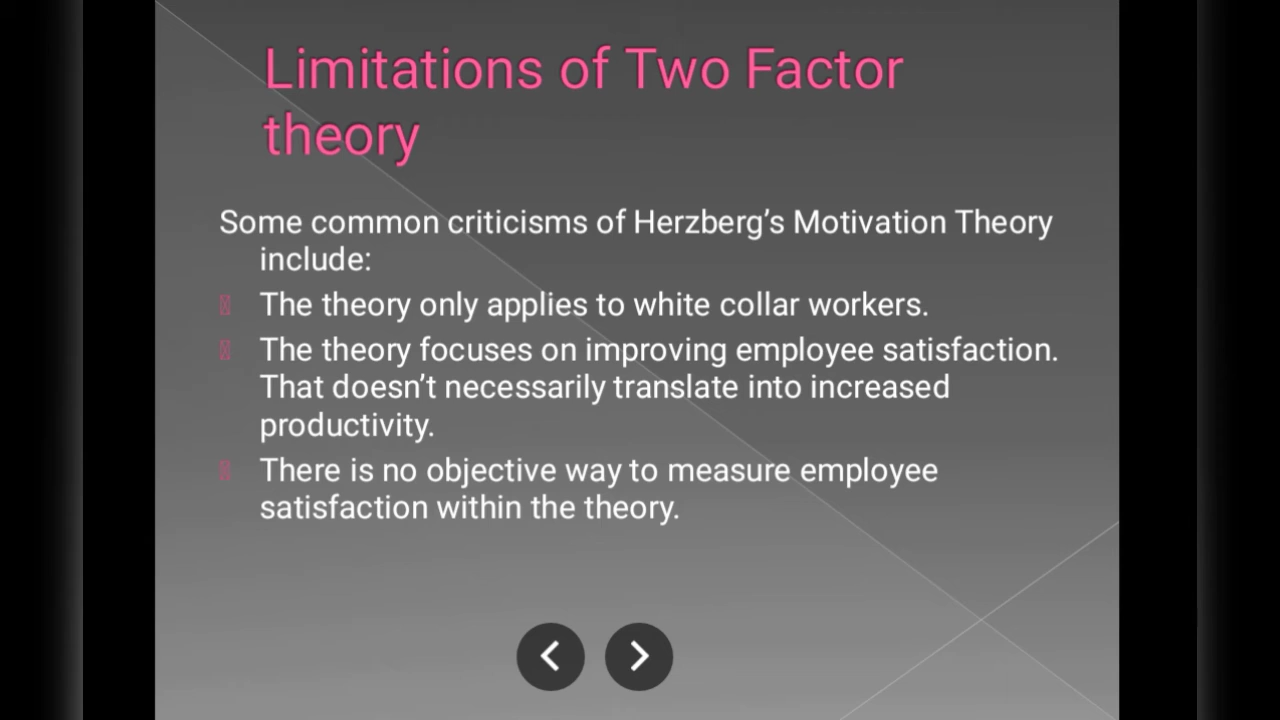 Limitations of Two Factor
theory
Some common criticisms of Herzberg’s Motivation Theory
include:
The theory only applies to white collar workers.
The theory focuses on improving employee satisfaction.
That doesn’t necessarily translate into increased
productivity.
There is no objective way to measure employee
satisfaction within the theory.